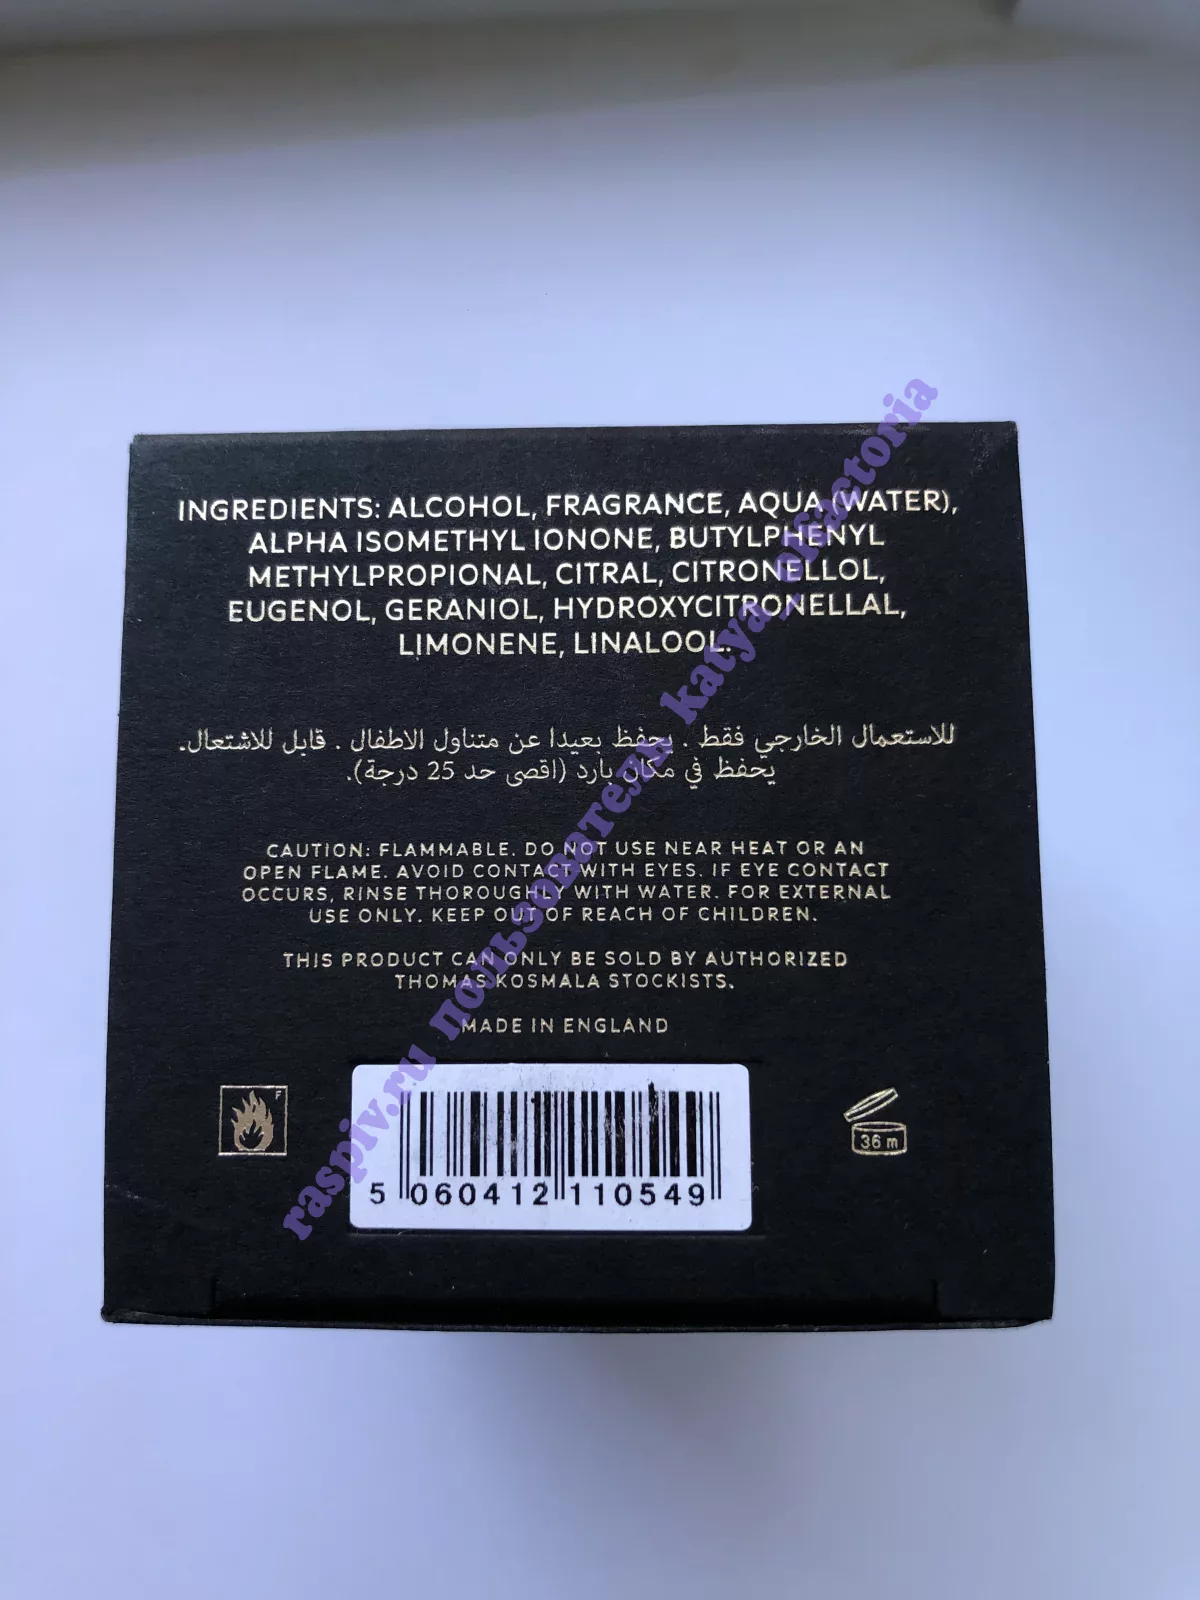 INGREDIENTS: ALCOHOL, FRAGRANCE, AQUA (WATER),
ALPHA ISOMETHYL IONONE, BUTYLPHENYL
METHYLPROPIONAL, CITRAL, CITRONELLOL,
EUGENOL, GERANIOL, HYDROXYCITRONELLAL,
LIMONENE, LINALOOL.
للاستعمال الخارجي فقط . يحفظ بعيدا عن متناول الاطفال . قابل للاشتعال.
يحفظ في مكان بارد (اقصى حد 25 درجة).
CAUTION: FLAMMABLE. DO NOT USE NEAR HEAT OR AN
OPEN FLAME. AVOID CONTACT WITH EYES. IF EYE CONTACT
OCCURS, RINSE THOROUGHLY WITH WATER. FOR EXTERNAL
USE ONLY. KEEP OUT OF REACH OF CHILDREN.
THIS PRODUCT CAN ONLY BE SOLD BY AUTHORIZED
THOMAS KOSMALA STOCKISTS.
MADE IN ENGLAND
F
36 m
5 060412 110549
raspiv.ru пользователь katya_olfactoria